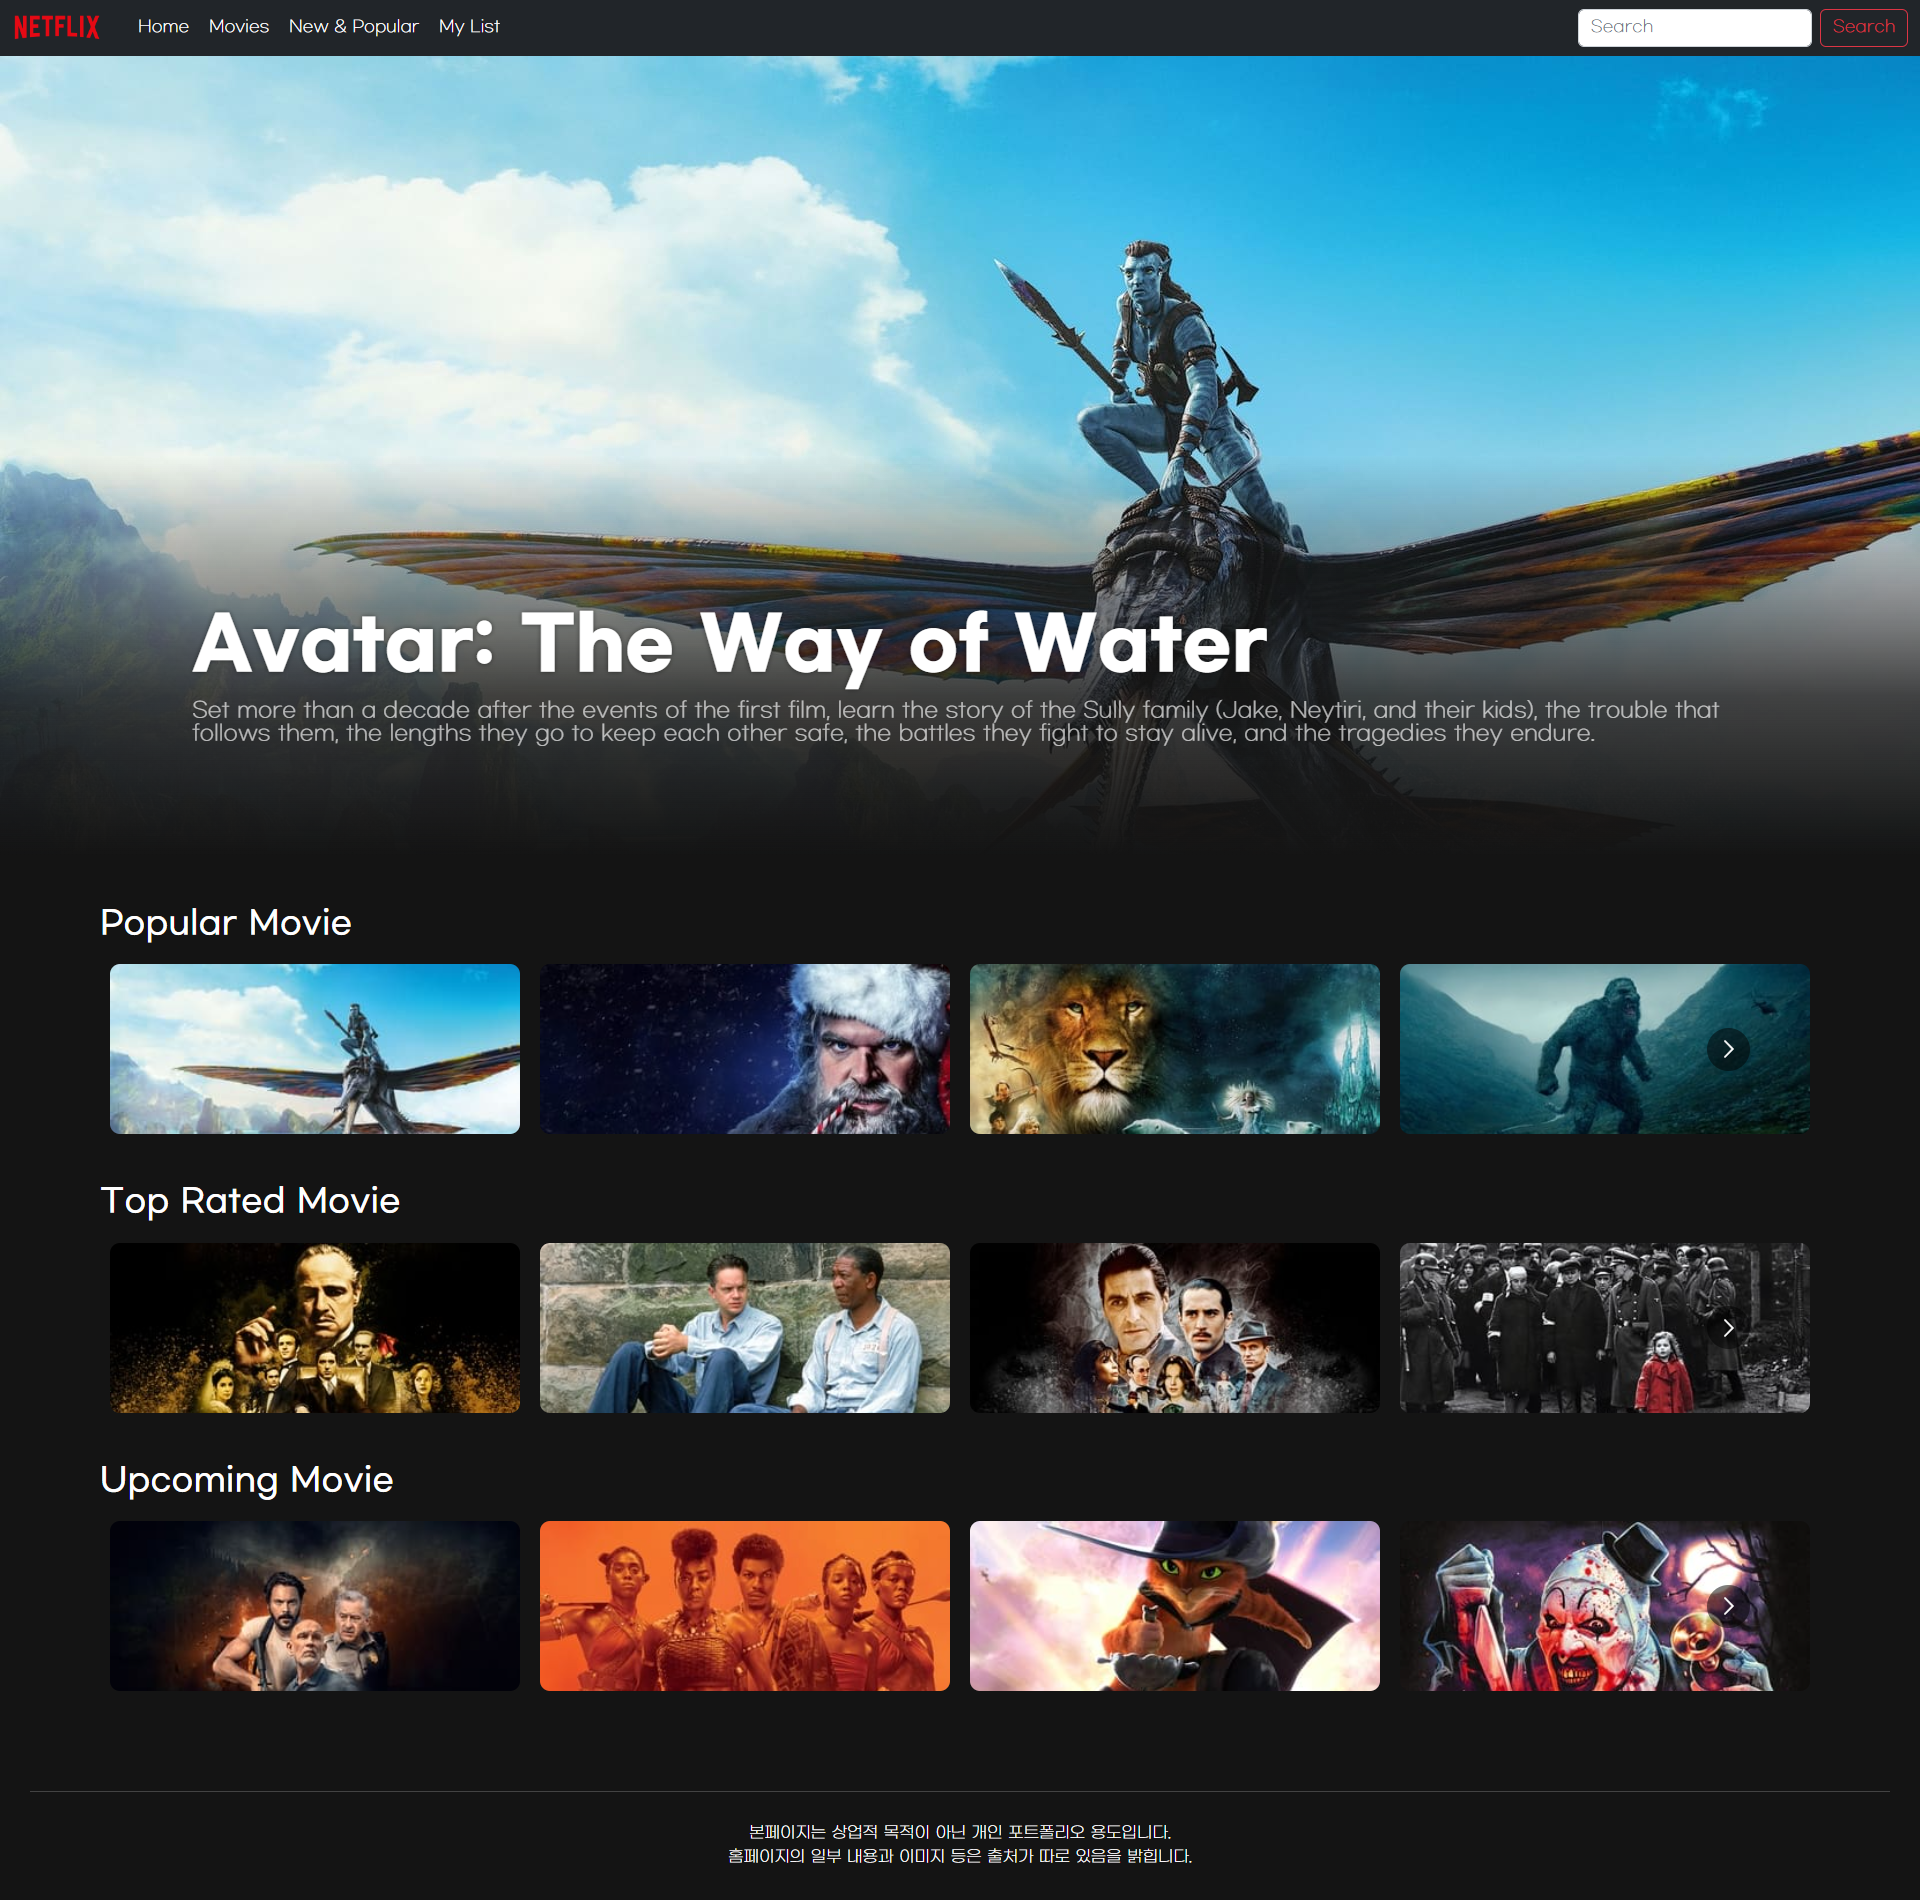 NETFLIX
Home
Movies
New & Popular
My List
Search
Search
Avatar: The Way of Water
Set more than a decade after the events of the first film, learn the story of the Sully family (Jake, Neytiri, and their kids), the trouble that
follows them, the lengths they go to keep each other safe, the battles they fight to stay alive, and the tragedies they endure.
Popular Movie
Top Rated Movie
Upcoming Movie
본페이지는 상업적 목적이 아닌 개인 포트폴리오 용도입니다.
홈페이지의 일부 내용과 이미지 등은 출처가 따로 있음을 밝힙니다.